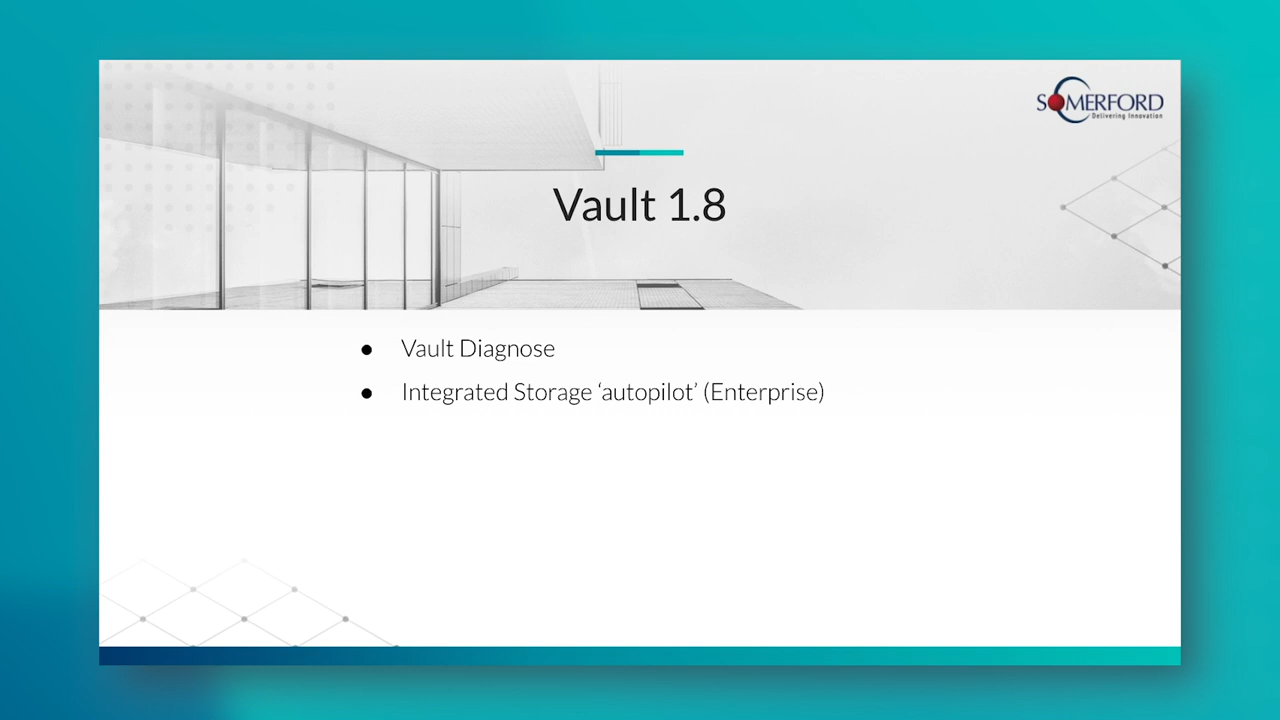 SOMERFORD
Delivering Innovation
Vault 1.8
● Vault Diagnose
● Integrated Storage ‘autopilot’ (Enterprise)